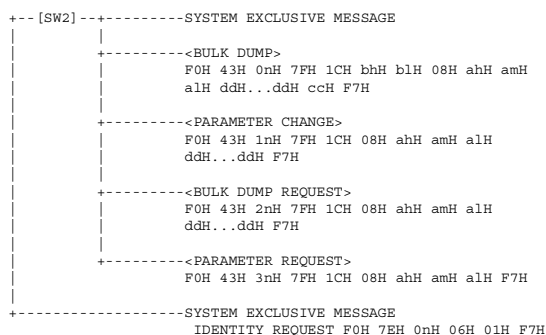 +--[SW2]--+---------SYSTEM EXCLUSIVE MESSAGE
| |
| +---------<BULK DUMP>
| | F0H 43H 0nH 7FH 1CH bhH blH 08H ahH amH
| | alH ddH...ddH ccH F7H
| |
| +---------<PARAMETER CHANGE>
| | F0H 43H 1nH 7FH 1CH 08H ahH amH alH
| | ddH...ddH F7H
| |
| +---------<BULK DUMP REQUEST>
| | F0H 43H 2nH 7FH 1CH 08H ahH amH alH
| | ddH...ddH F7H
| |
| +---------<PARAMETER REQUEST>
| F0H 43H 3nH 7FH 1CH 08H ahH amH alH F7H
|
+-------------------SYSTEM EXCLUSIVE MESSAGE
IDENTITY REQUEST F0H 7EH 0nH 06H 01H F7H